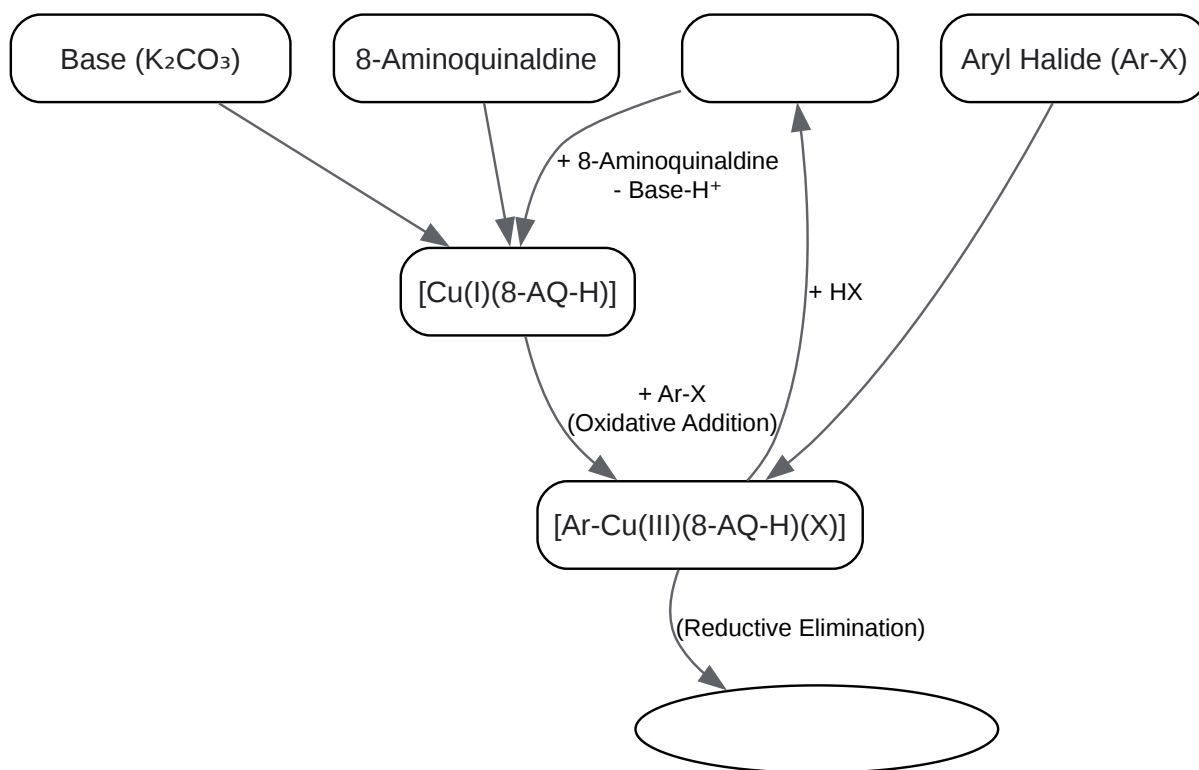 Base (K₂CO₃)
8-Aminoquinaldine
Aryl Halide (Ar-X)
+ 8-Aminoquinaldine
- Base-H⁺
[Cu(I)(8-AQ-H)]
+ HX
+ Ar-X
(Oxidative Addition)
[Ar-Cu(III)(8-AQ-H)(X)]
(Reductive Elimination)